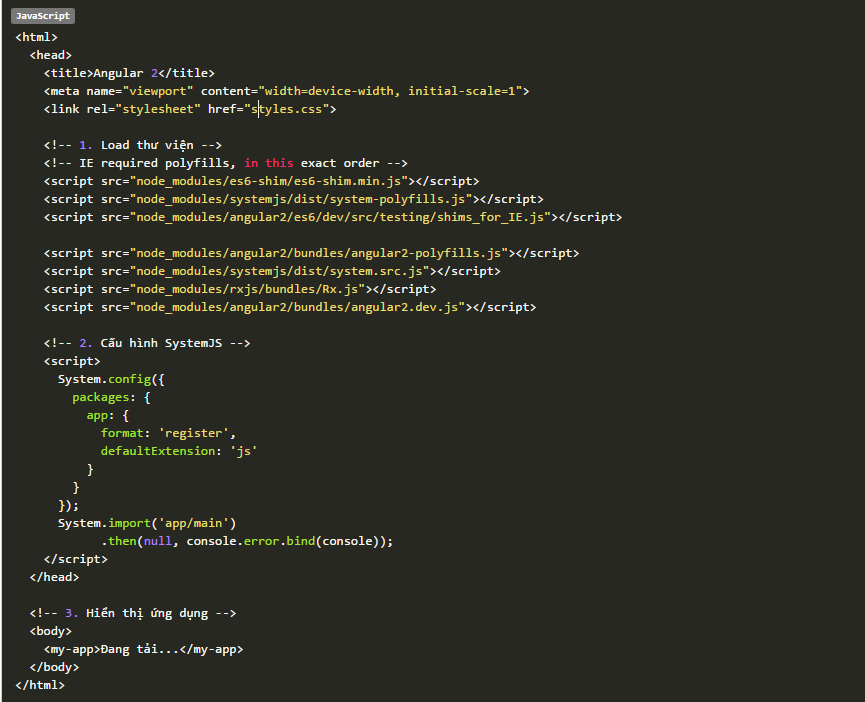 JavaScript
<html>
  <head>
    <title>Angular 2</title>
    <meta name="viewport" content="width=device-width, initial-scale=1">
    <link rel="stylesheet" href="styles.css">

    <!-- 1. Load thư viện -->
    <!-- IE required polyfills, in this exact order -->
    <script src="node_modules/es6-shim/es6-shim.min.js"></script>
    <script src="node_modules/systemjs/dist/system-polyfills.js"></script>
    <script src="node_modules/angular2/es6/dev/src/testing/shims_for_IE.js"></script>

    <script src="node_modules/angular2/bundles/angular2-polyfills.js"></script>
    <script src="node_modules/systemjs/dist/system.src.js"></script>
    <script src="node_modules/rxjs/bundles/Rx.js"></script>
    <script src="node_modules/angular2/bundles/angular2.dev.js"></script>

    <!-- 2. Cấu hình SystemJS -->
    <script>
      System.config({
        packages: {
          app: {
            format: 'register',
            defaultExtension: 'js'
          }
        }
      });
      System.import('app/main')
            .then(null, console.error.bind(console));
    </script>
  </head>

  <!-- 3. Hiển thị ứng dụng -->
  <body>
    <my-app>Đang tải...</my-app>
  </body>
</html>